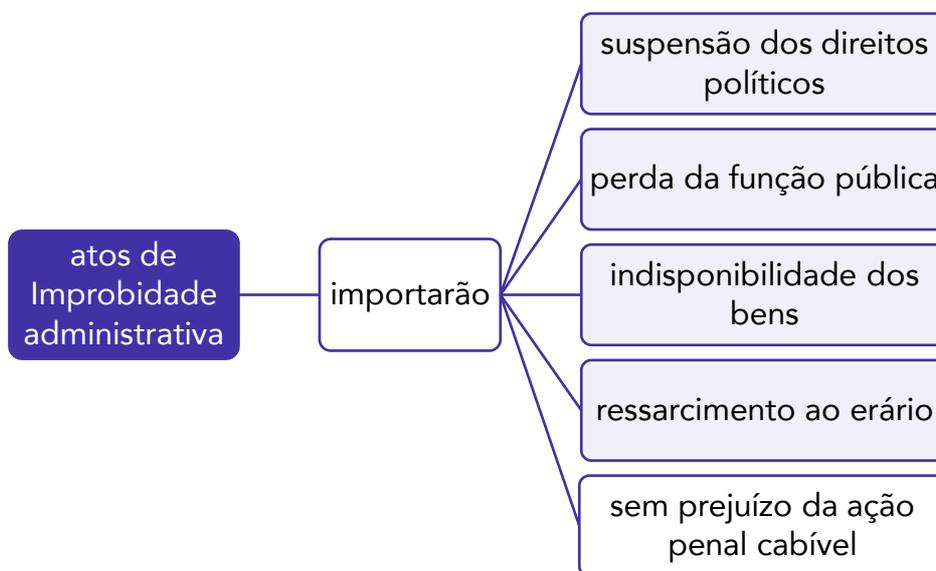 atos de
Improbidade
administrativa
importarão
suspensão dos direitos
políticos
perda da função pública
indisponibilidade dos
bens
ressarcimento ao erário
sem prejuízo da ação
penal cabível